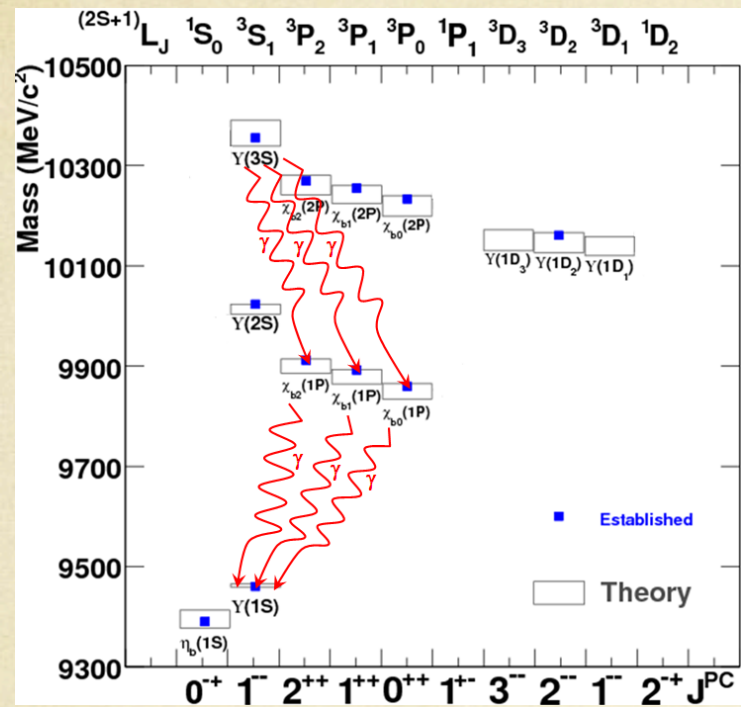 (2S+1)L_J ¹S₀ ³S₁ ³P₂ ³P₁ ³P₀ ¹P₁ ³D₃ ³D₂ ³D₁ ¹D₂
Mass (MeV/c²)
10500
10300
10100
9900
9700
9500
9300
Υ(3S)
χb2(2P)
χb1(2P)
χb0(2P)
γ γ γ
Υ(1D₃) Υ(1D₂) Υ(1D₁)
Υ(2S)
χb2(1P)
χb1(1P)
χb0(1P)
γ γ γ
Established
Theory
Υ(1S)
ηb(1S)
0⁻⁺ 1⁻⁻ 2⁺⁺ 1⁺⁺ 0⁺⁺ 1⁺⁻ 3⁻⁻ 2⁻⁻ 1⁻⁻ 2⁻⁺ J^PC